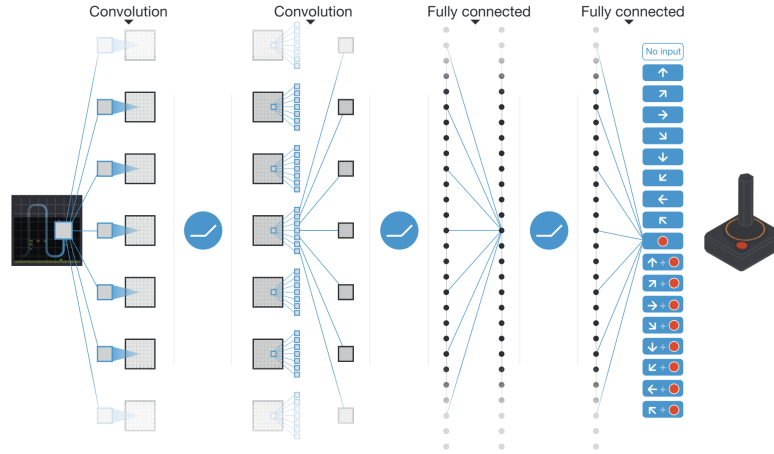 Convolution
Convolution
Fully connected
Fully connected
No input
+
+
+
+
+
+
+
+